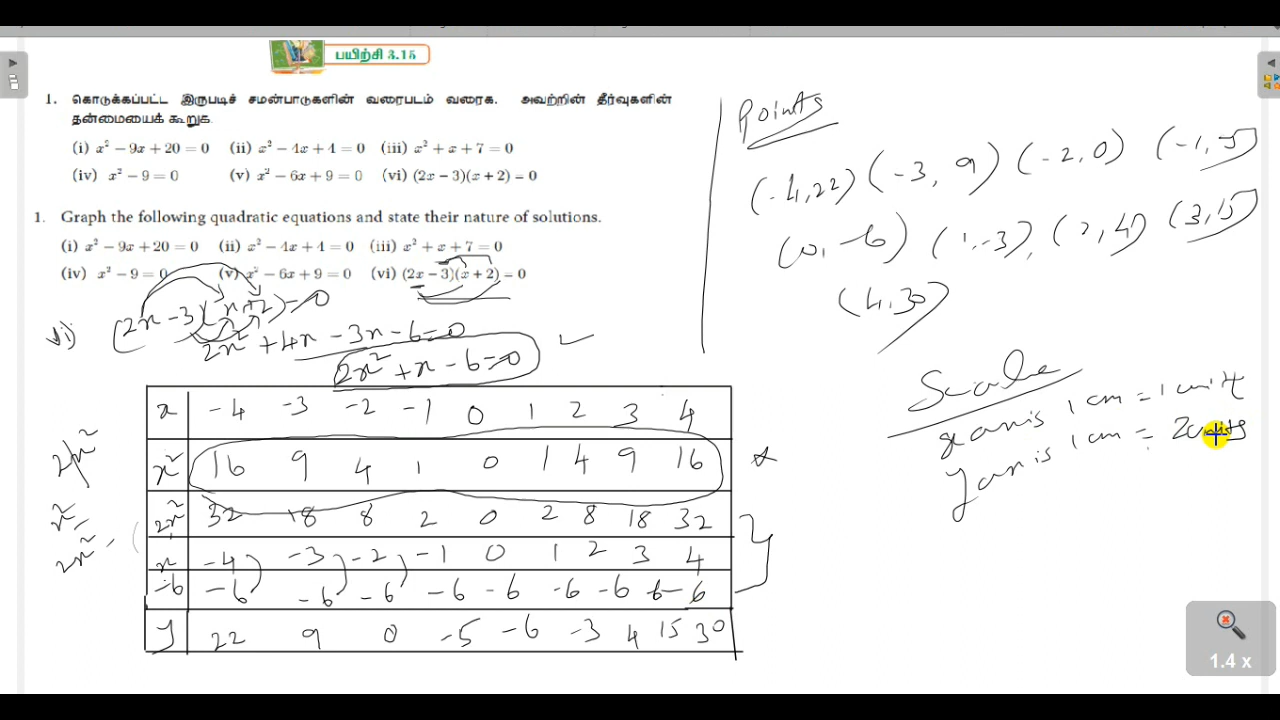 பயிற்சி 3.15
1. கொடுக்கப்பட்ட இருபடிச் சமன்பாடுகளின் வரைபடம் வரைக. அவற்றின் தீர்வுகளின்
தன்மையைக் கூறுக.
(i) x² − 9x + 20 = 0 (ii) x² − 4x + 4 = 0 (iii) x² + x + 7 = 0
(iv) x² − 9 = 0 (v) x² − 6x + 9 = 0 (vi) (2x − 3)(x + 2) = 0
1. Graph the following quadratic equations and state their nature of solutions.
(i) x² − 9x + 20 = 0 (ii) x² − 4x + 4 = 0 (iii) x² + x + 7 = 0
(iv) x² − 9 = 0 (v) x² − 6x + 9 = 0 (vi) (2x − 3)(x + 2) = 0
vi) (2x − 3)(x + 2) = 0
2x² + 4x − 3x − 6 = 0
2x² + x − 6 = 0
x -4 -3 -2 -1 0 1 2 3 4
x² 16 9 4 1 0 1 4 9 16
2x² 32 18 8 2 0 2 8 18 32
x -4 -3 -2 -1 0 1 2 3 4
-6 -6 -6 -6 -6 -6 -6 -6 6 -6
y 22 9 0 -5 -6 -3 4 15 30
2x²
x²
2x²
Points
(-4,22) (-3, 9) (-2,0) (-1,-5)
(0, -6) (1,-3), (2,4) (3,15)
(4,30)
Scale
x axis 1 cm = 1 unit
y axis 1 cm = 2 units
1.4 x